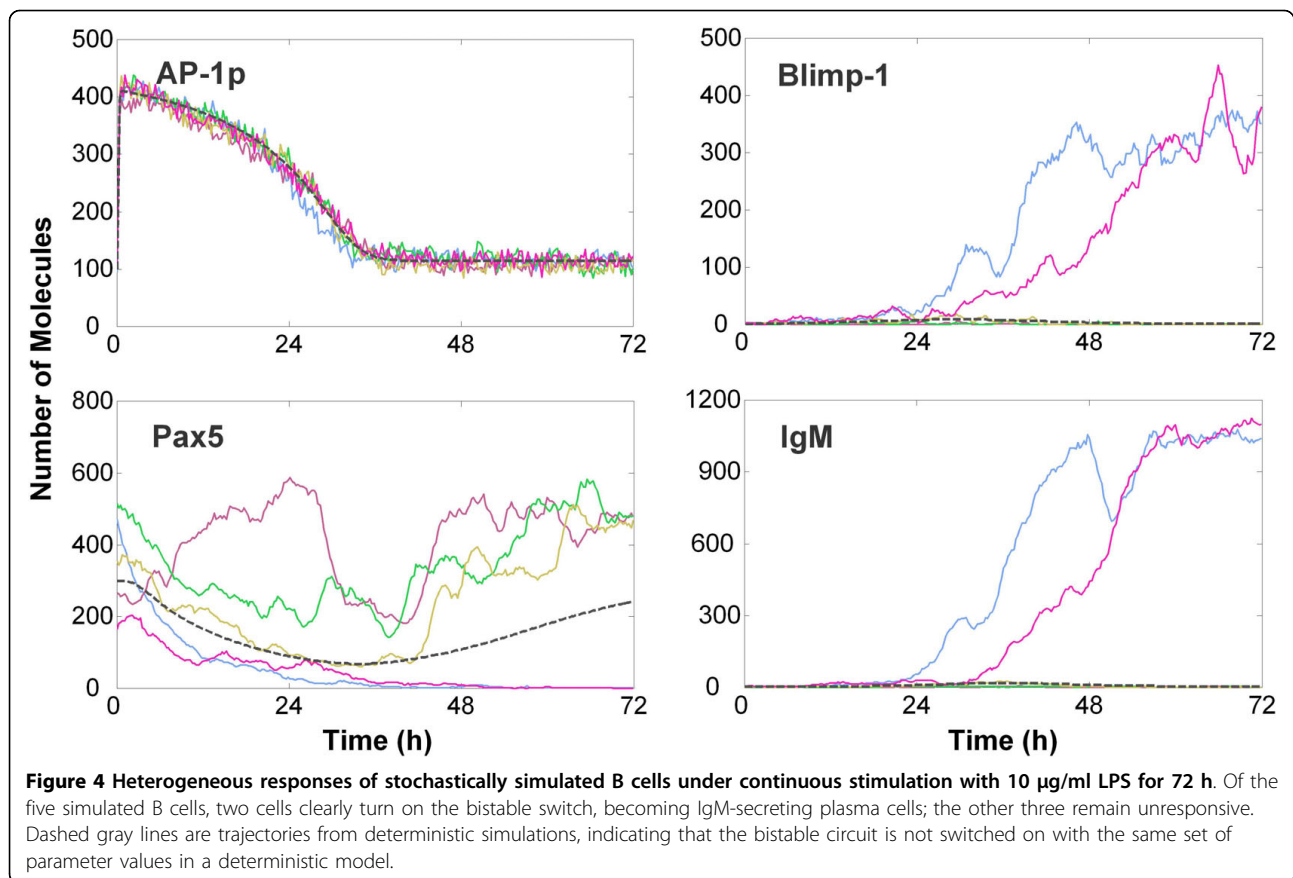 Number of Molecules
AP-1p
500
400
300
200
100
0
0 24 48 72
Blimp-1
500
400
300
200
100
0
0 24 48 72
Pax5
800
600
400
200
0
0 24 48 72
Time (h)
IgM
1200
900
600
300
0
0 24 48 72
Time (h)
Figure 4 Heterogeneous responses of stochastically simulated B cells under continuous stimulation with 10 μg/ml LPS for 72 h. Of the
five simulated B cells, two cells clearly turn on the bistable switch, becoming IgM-secreting plasma cells; the other three remain unresponsive.
Dashed gray lines are trajectories from deterministic simulations, indicating that the bistable circuit is not switched on with the same set of
parameter values in a deterministic model.